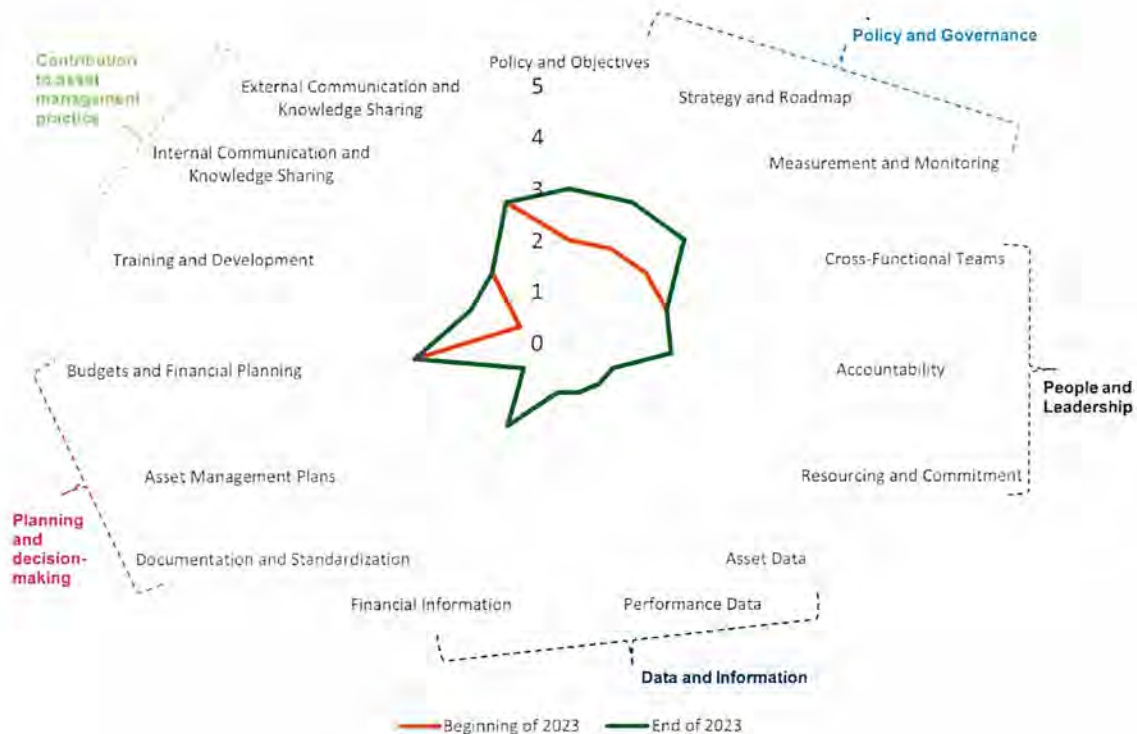 Contribution
to asset
management
practice
External Communication and
Knowledge Sharing
Policy and Objectives
Policy and Governance
Strategy and Roadmap
Internal Communication and
Knowledge Sharing
Measurement and Monitoring
5
4
3
2
1
0
Training and Development
Cross-Functional Teams
Budgets and Financial Planning
Accountability
People and
Leadership
Asset Management Plans
Resourcing and Commitment
Planning
and
decision-
making
Documentation and Standardization
Asset Data
Financial Information
Performance Data
Data and Information
Beginning of 2023
End of 2023